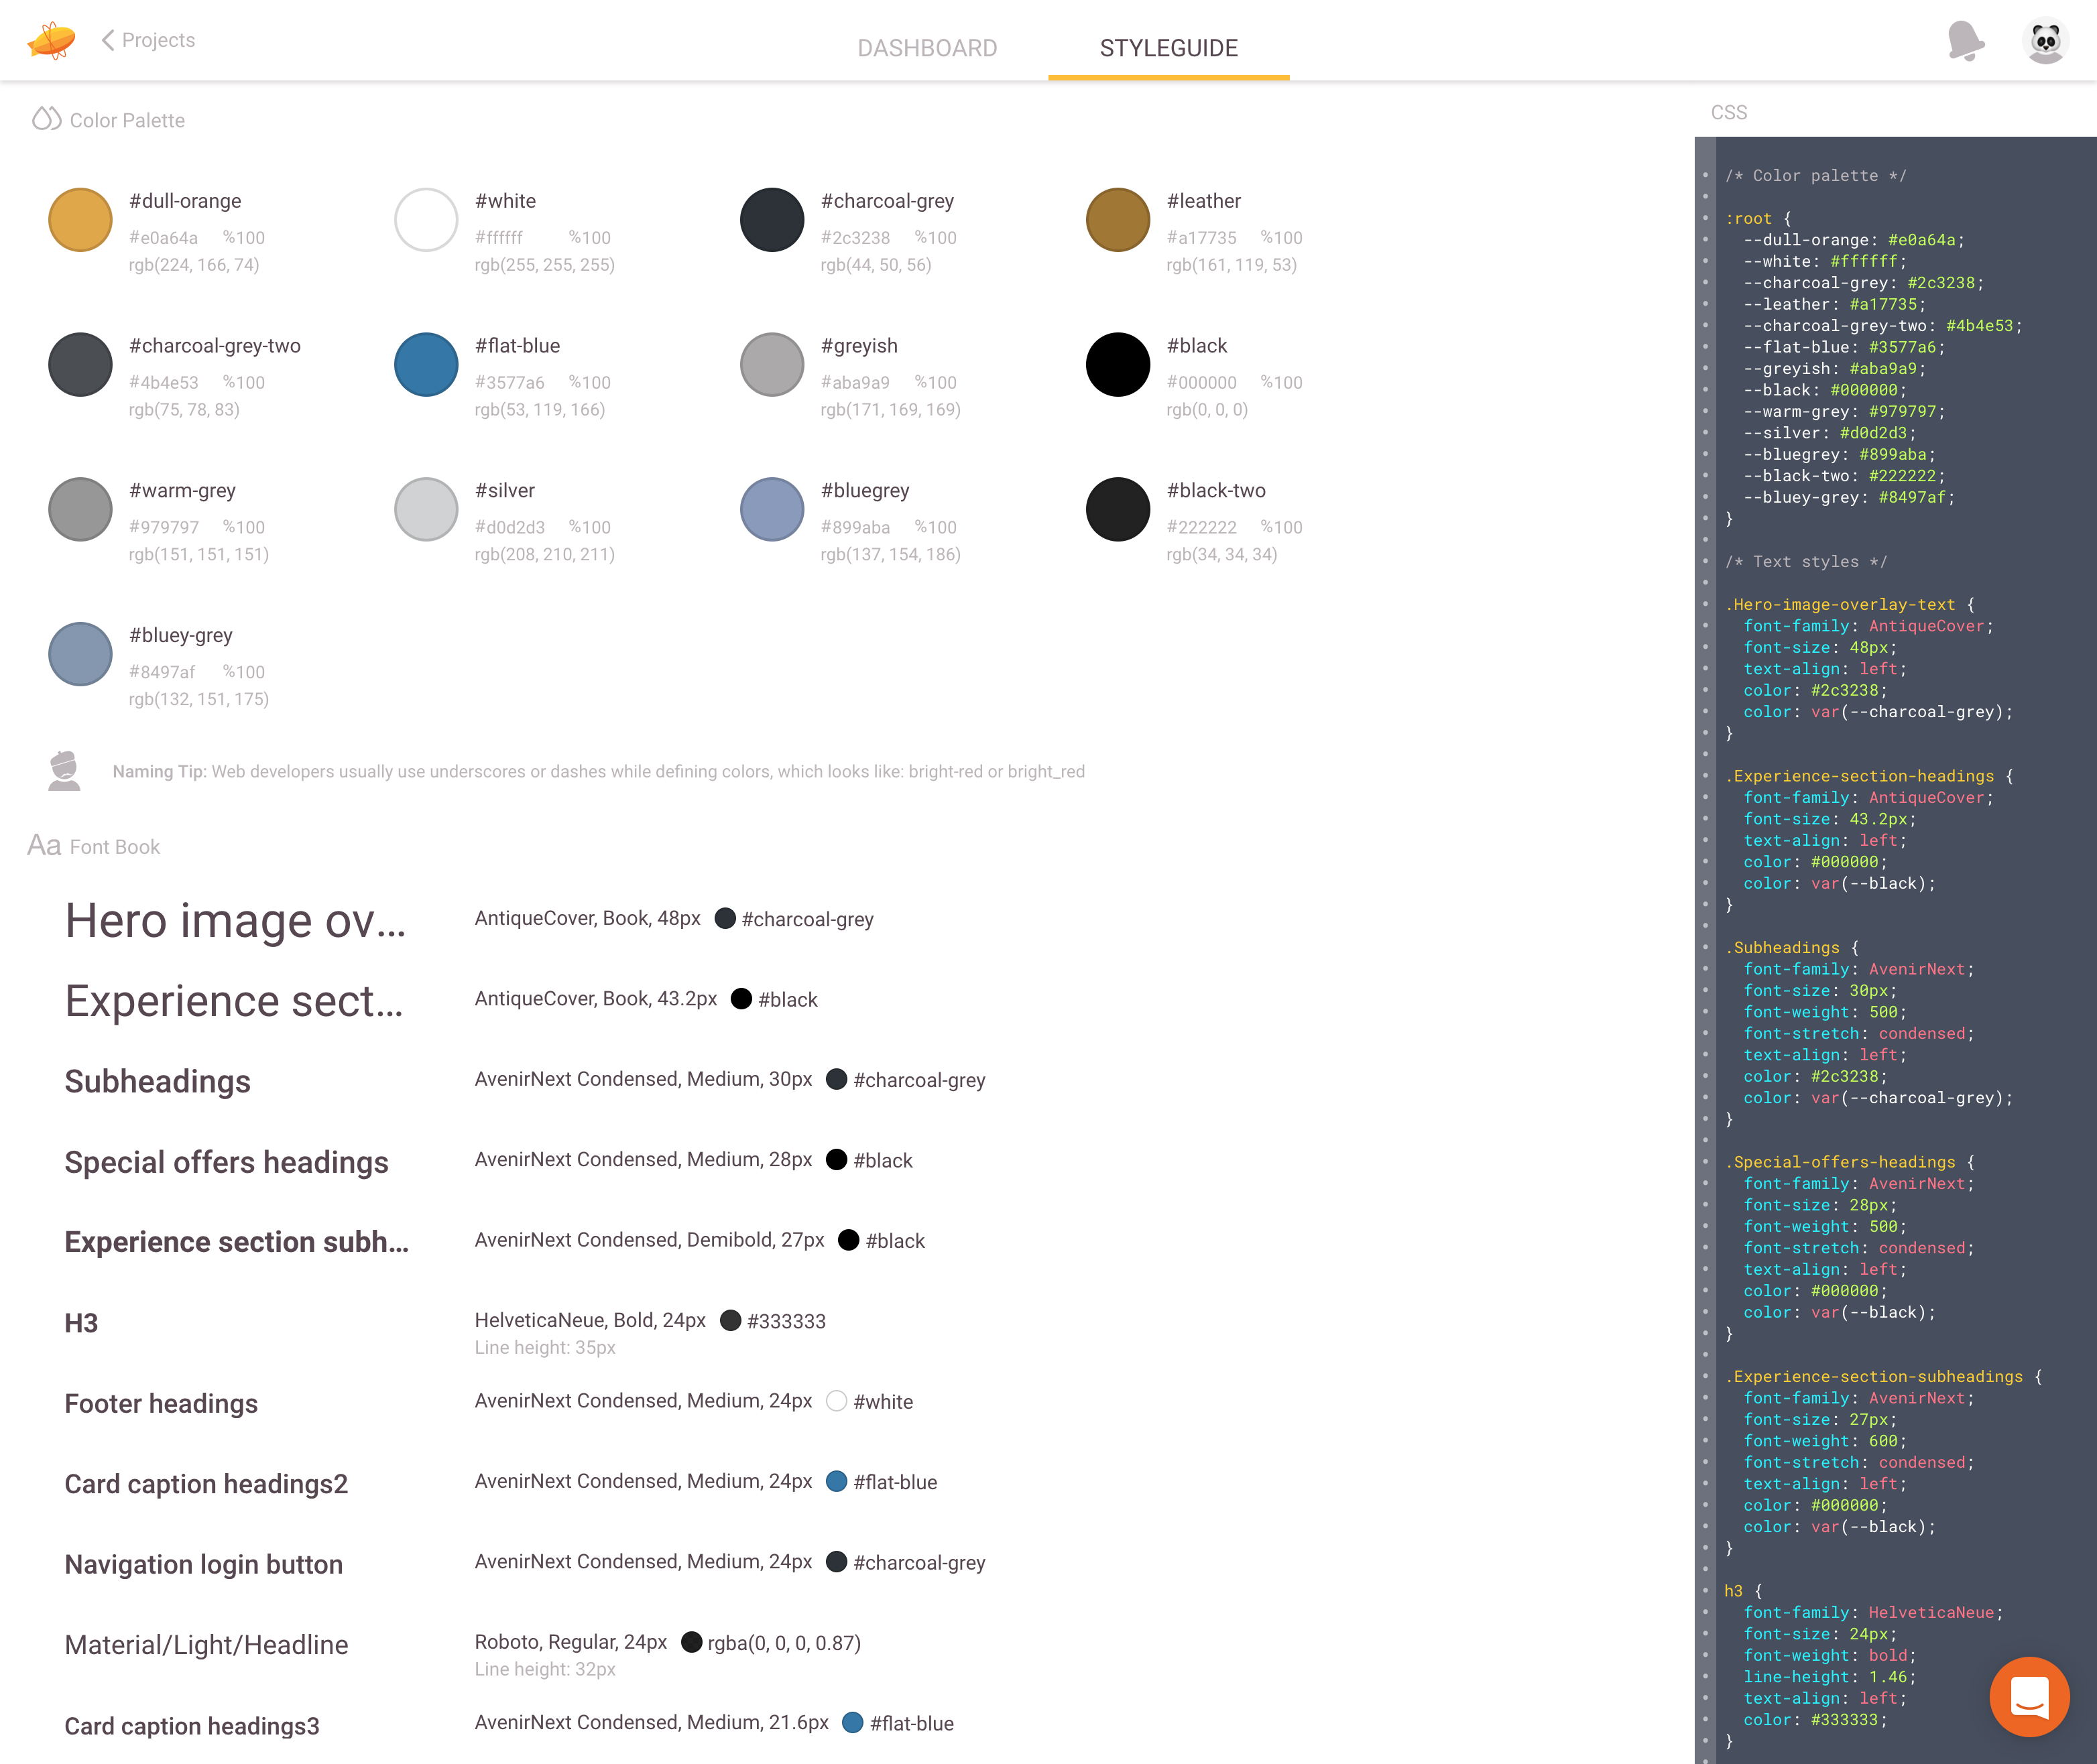 Projects
DASHBOARD
STYLEGUIDE
Color Palette
#dull-orange
#e0a64a %100
rgb(224, 166, 74)
#white
#ffffff %100
rgb(255, 255, 255)
#charcoal-grey
#2c3238 %100
rgb(44, 50, 56)
#leather
#a17735 %100
rgb(161, 119, 53)
#charcoal-grey-two
#4b4e53 %100
rgb(75, 78, 83)
#flat-blue
#3577a6 %100
rgb(53, 119, 166)
#greyish
#aba9a9 %100
rgb(171, 169, 169)
#black
#000000 %100
rgb(0, 0, 0)
#warm-grey
#979797 %100
rgb(151, 151, 151)
#silver
#d0d2d3 %100
rgb(208, 210, 211)
#bluegrey
#899aba %100
rgb(137, 154, 186)
#black-two
#222222 %100
rgb(34, 34, 34)
#bluey-grey
#8497af %100
rgb(132, 151, 175)
Naming Tip: Web developers usually use underscores or dashes while defining colors, which looks like: bright-red or bright_red
Aa Font Book
Hero image ov...
AntiqueCover, Book, 48px #charcoal-grey
Experience sect...
AntiqueCover, Book, 43.2px #black
Subheadings
AvenirNext Condensed, Medium, 30px #charcoal-grey
Special offers headings
AvenirNext Condensed, Medium, 28px #black
Experience section subh...
AvenirNext Condensed, Demibold, 27px #black
H3
HelveticaNeue, Bold, 24px #333333
Line height: 35px
Footer headings
AvenirNext Condensed, Medium, 24px #white
Card caption headings2
AvenirNext Condensed, Medium, 24px #flat-blue
Navigation login button
AvenirNext Condensed, Medium, 24px #charcoal-grey
Material/Light/Headline
Roboto, Regular, 24px rgba(0, 0, 0, 0.87)
Line height: 32px
Card caption headings3
AvenirNext Condensed, Medium, 21.6px #flat-blue
CSS
/* Color palette */
:root {
--dull-orange: #e0a64a;
--white: #ffffff;
--charcoal-grey: #2c3238;
--leather: #a17735;
--charcoal-grey-two: #4b4e53;
--flat-blue: #3577a6;
--greyish: #aba9a9;
--black: #000000;
--warm-grey: #979797;
--silver: #d0d2d3;
--bluegrey: #899aba;
--black-two: #222222;
--bluey-grey: #8497af;
}
/* Text styles */
.Hero-image-overlay-text {
font-family: AntiqueCover;
font-size: 48px;
text-align: left;
color: #2c3238;
color: var(--charcoal-grey);
}
.Experience-section-headings {
font-family: AntiqueCover;
font-size: 43.2px;
text-align: left;
color: #000000;
color: var(--black);
}
.Subheadings {
font-family: AvenirNext;
font-size: 30px;
font-weight: 500;
font-stretch: condensed;
text-align: left;
color: #2c3238;
color: var(--charcoal-grey);
}
.Special-offers-headings {
font-family: AvenirNext;
font-size: 28px;
font-weight: 500;
font-stretch: condensed;
text-align: left;
color: #000000;
color: var(--black);
}
.Experience-section-subheadings {
font-family: AvenirNext;
font-size: 27px;
font-weight: 600;
font-stretch: condensed;
text-align: left;
color: #000000;
color: var(--black);
}
h3 {
font-family: HelveticaNeue;
font-size: 24px;
font-weight: bold;
line-height: 1.46;
text-align: left;
color: #333333;
}